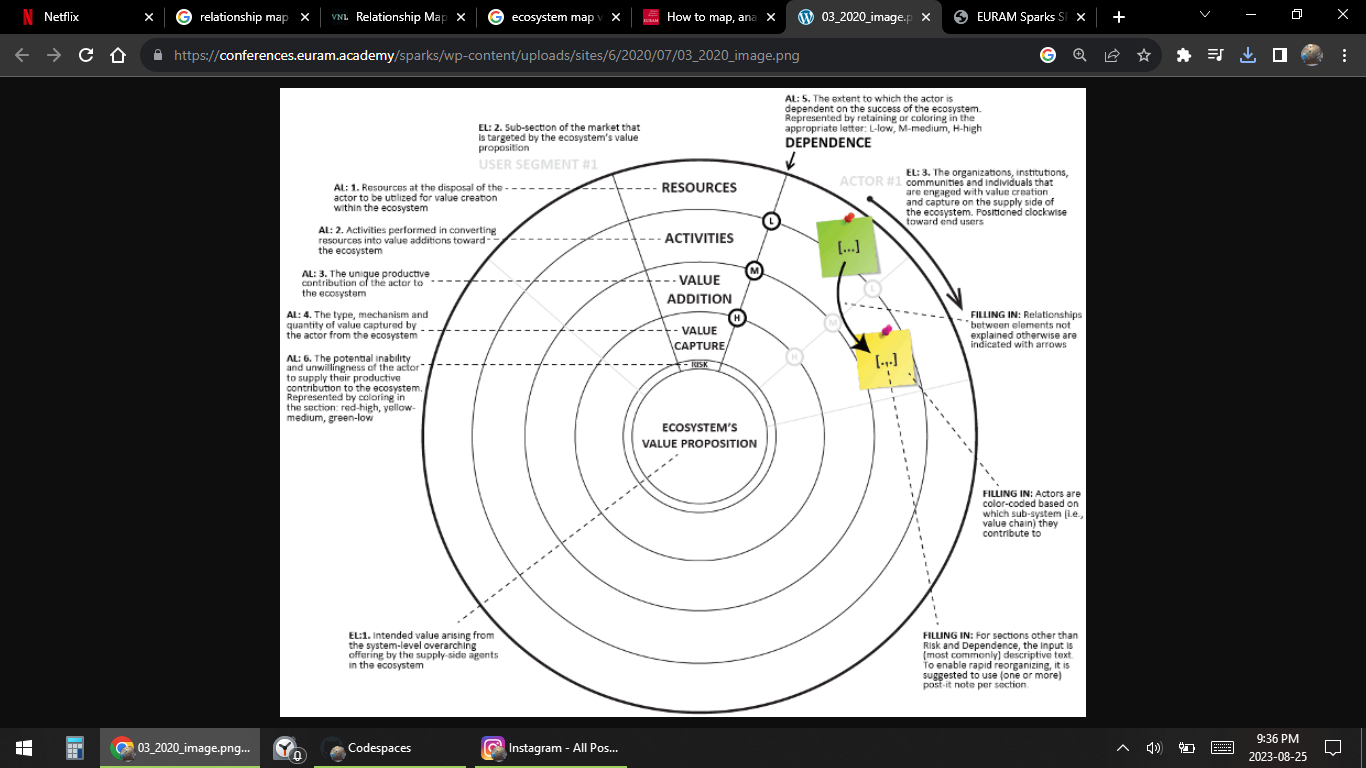 Netflix
relationship map
Relationship Map
ecosystem map v
How to map, ana
03_2020_image.p
EURAM Sparks S
https://conferences.euram.academy/sparks/wp-content/uploads/sites/6/2020/07/03_2020_image.png
AL: 5. The extent to which the actor is
dependent on the success of the ecosystem.
Represented by retaining or coloring in the
appropriate letter: L-low, M-medium, H-high
DEPENDENCE
EL: 2. Sub-section of the market that
is targeted by the ecosystem's value
proposition
USER SEGMENT #1
ACTOR #1
EL: 3. The organizations, institutions,
communities and individuals that
are engaged with value creation
and capture on the supply side of
the ecosystem. Positioned clockwise
toward end users
AL: 1. Resources at the disposal of the
actor to be utilized for value creation
within the ecosystem
RESOURCES
L
AL: 2. Activities performed in converting
resources into value additions toward
the ecosystem
ACTIVITIES
[...]
M
AL: 3. The unique productive
contribution of the actor to
the ecosystem
VALUE
ADDITION
L
H
M
AL: 4. The type, mechanism and
quantity of value captured by
the actor from the ecosystem
VALUE
CAPTURE
FILLING IN: Relationships
between elements not
explained otherwise are
indicated with arrows
H
[...]
AL: 6. The potential inability
and unwillingness of the actor
to supply their productive
contribution to the ecosystem.
Represented by coloring in
the section: red-high, yellow-
medium, green-low
RISK
ECOSYSTEM'S
VALUE PROPOSITION
FILLING IN: Actors are
color-coded based on
which sub-system (i.e.,
value chain) they
contribute to
EL:1. Intended value arising from
the system-level overarching
offering by the supply-side agents
in the ecosystem
FILLING IN: For sections other than
Risk and Dependence, the input is
(most commonly) descriptive text.
To enable rapid reorganizing, it is
suggested to use (one or more)
post-it note per section.
03_2020_image.png...
Codespaces
Instagram - All Pos...
9:36 PM
2023-08-25